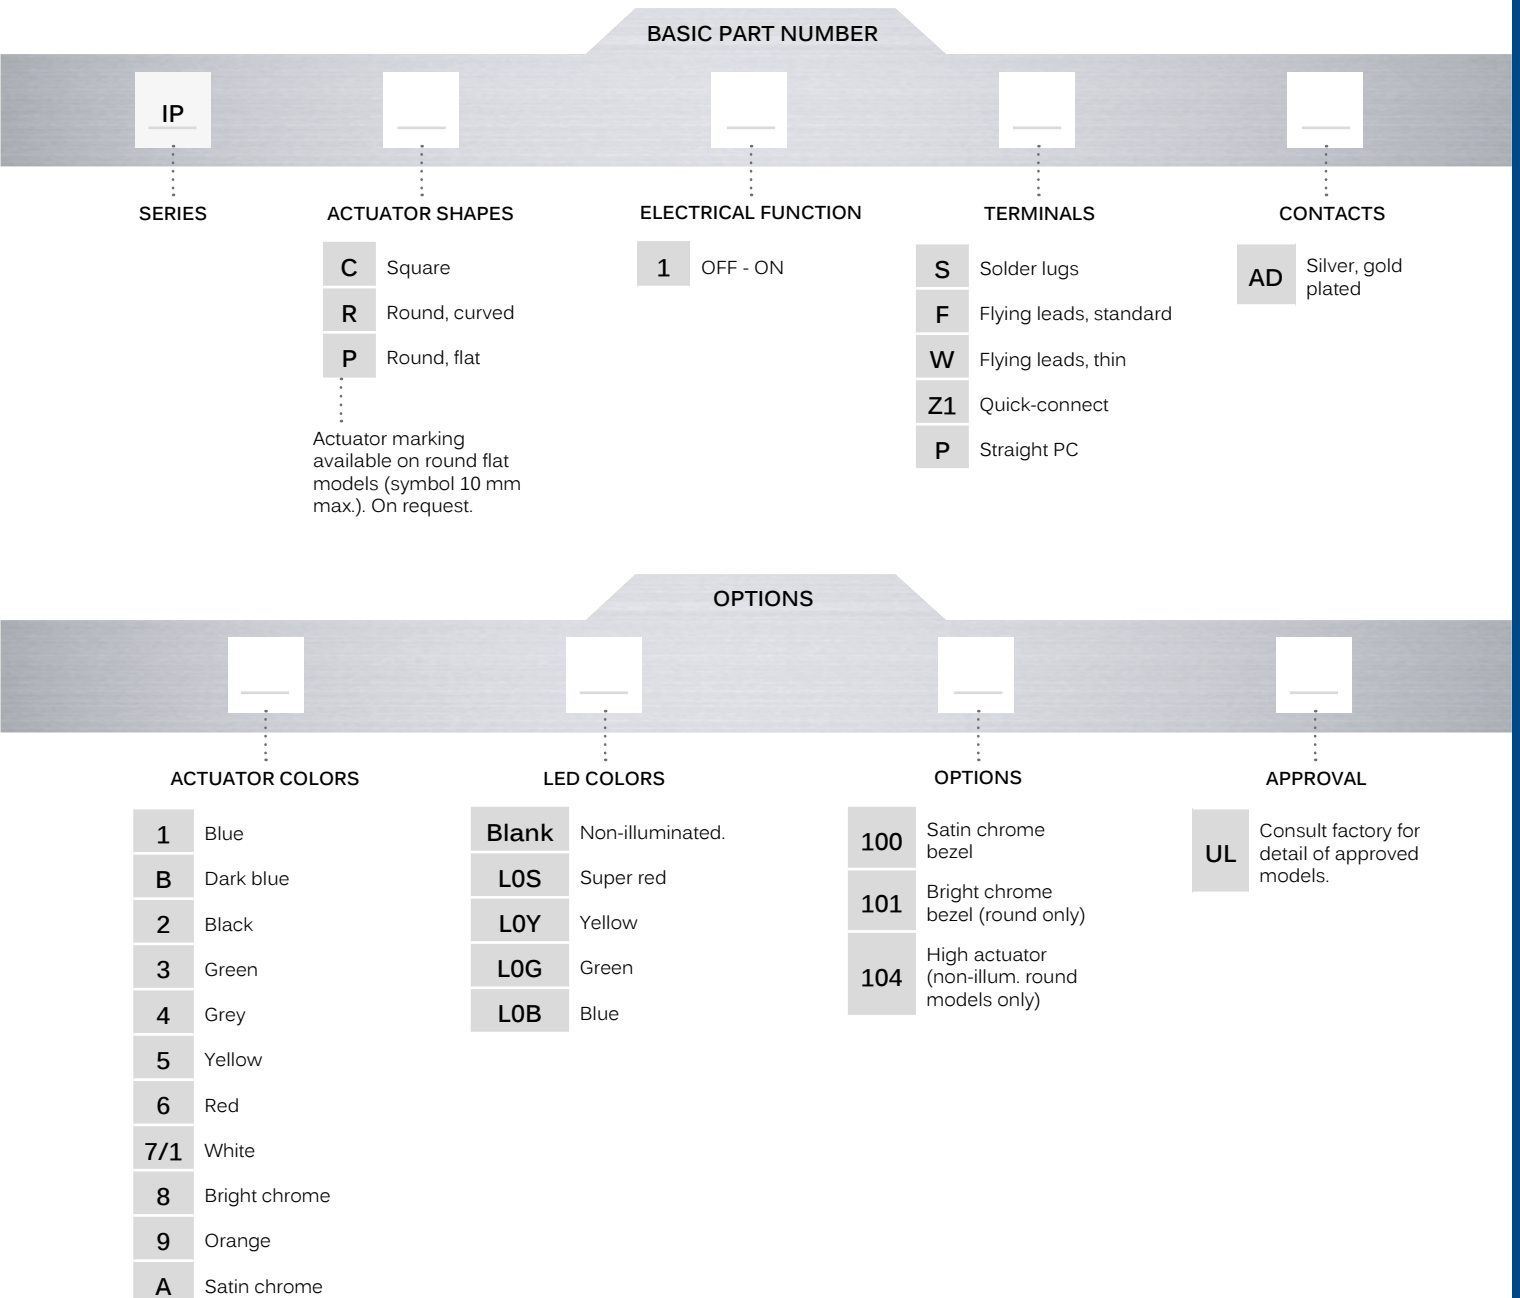 BASIC PART NUMBER
IP
SERIES
ACTUATOR SHAPES
C Square
R Round, curved
P Round, flat
Actuator marking
available on round flat
models (symbol 10 mm
max.). On request.
ELECTRICAL FUNCTION
1 OFF - ON
TERMINALS
S Solder lugs
F Flying leads, standard
W Flying leads, thin
Z1 Quick-connect
P Straight PC
CONTACTS
AD Silver, gold
plated
OPTIONS
ACTUATOR COLORS
1 Blue
B Dark blue
2 Black
3 Green
4 Grey
5 Yellow
6 Red
7/1 White
8 Bright chrome
9 Orange
A Satin chrome
LED COLORS
Blank Non-illuminated.
L0S Super red
L0Y Yellow
L0G Green
L0B Blue
OPTIONS
100 Satin chrome
bezel
101 Bright chrome
bezel (round only)
104 High actuator
(non-illum. round
models only)
APPROVAL
UL Consult factory for
detail of approved
models.